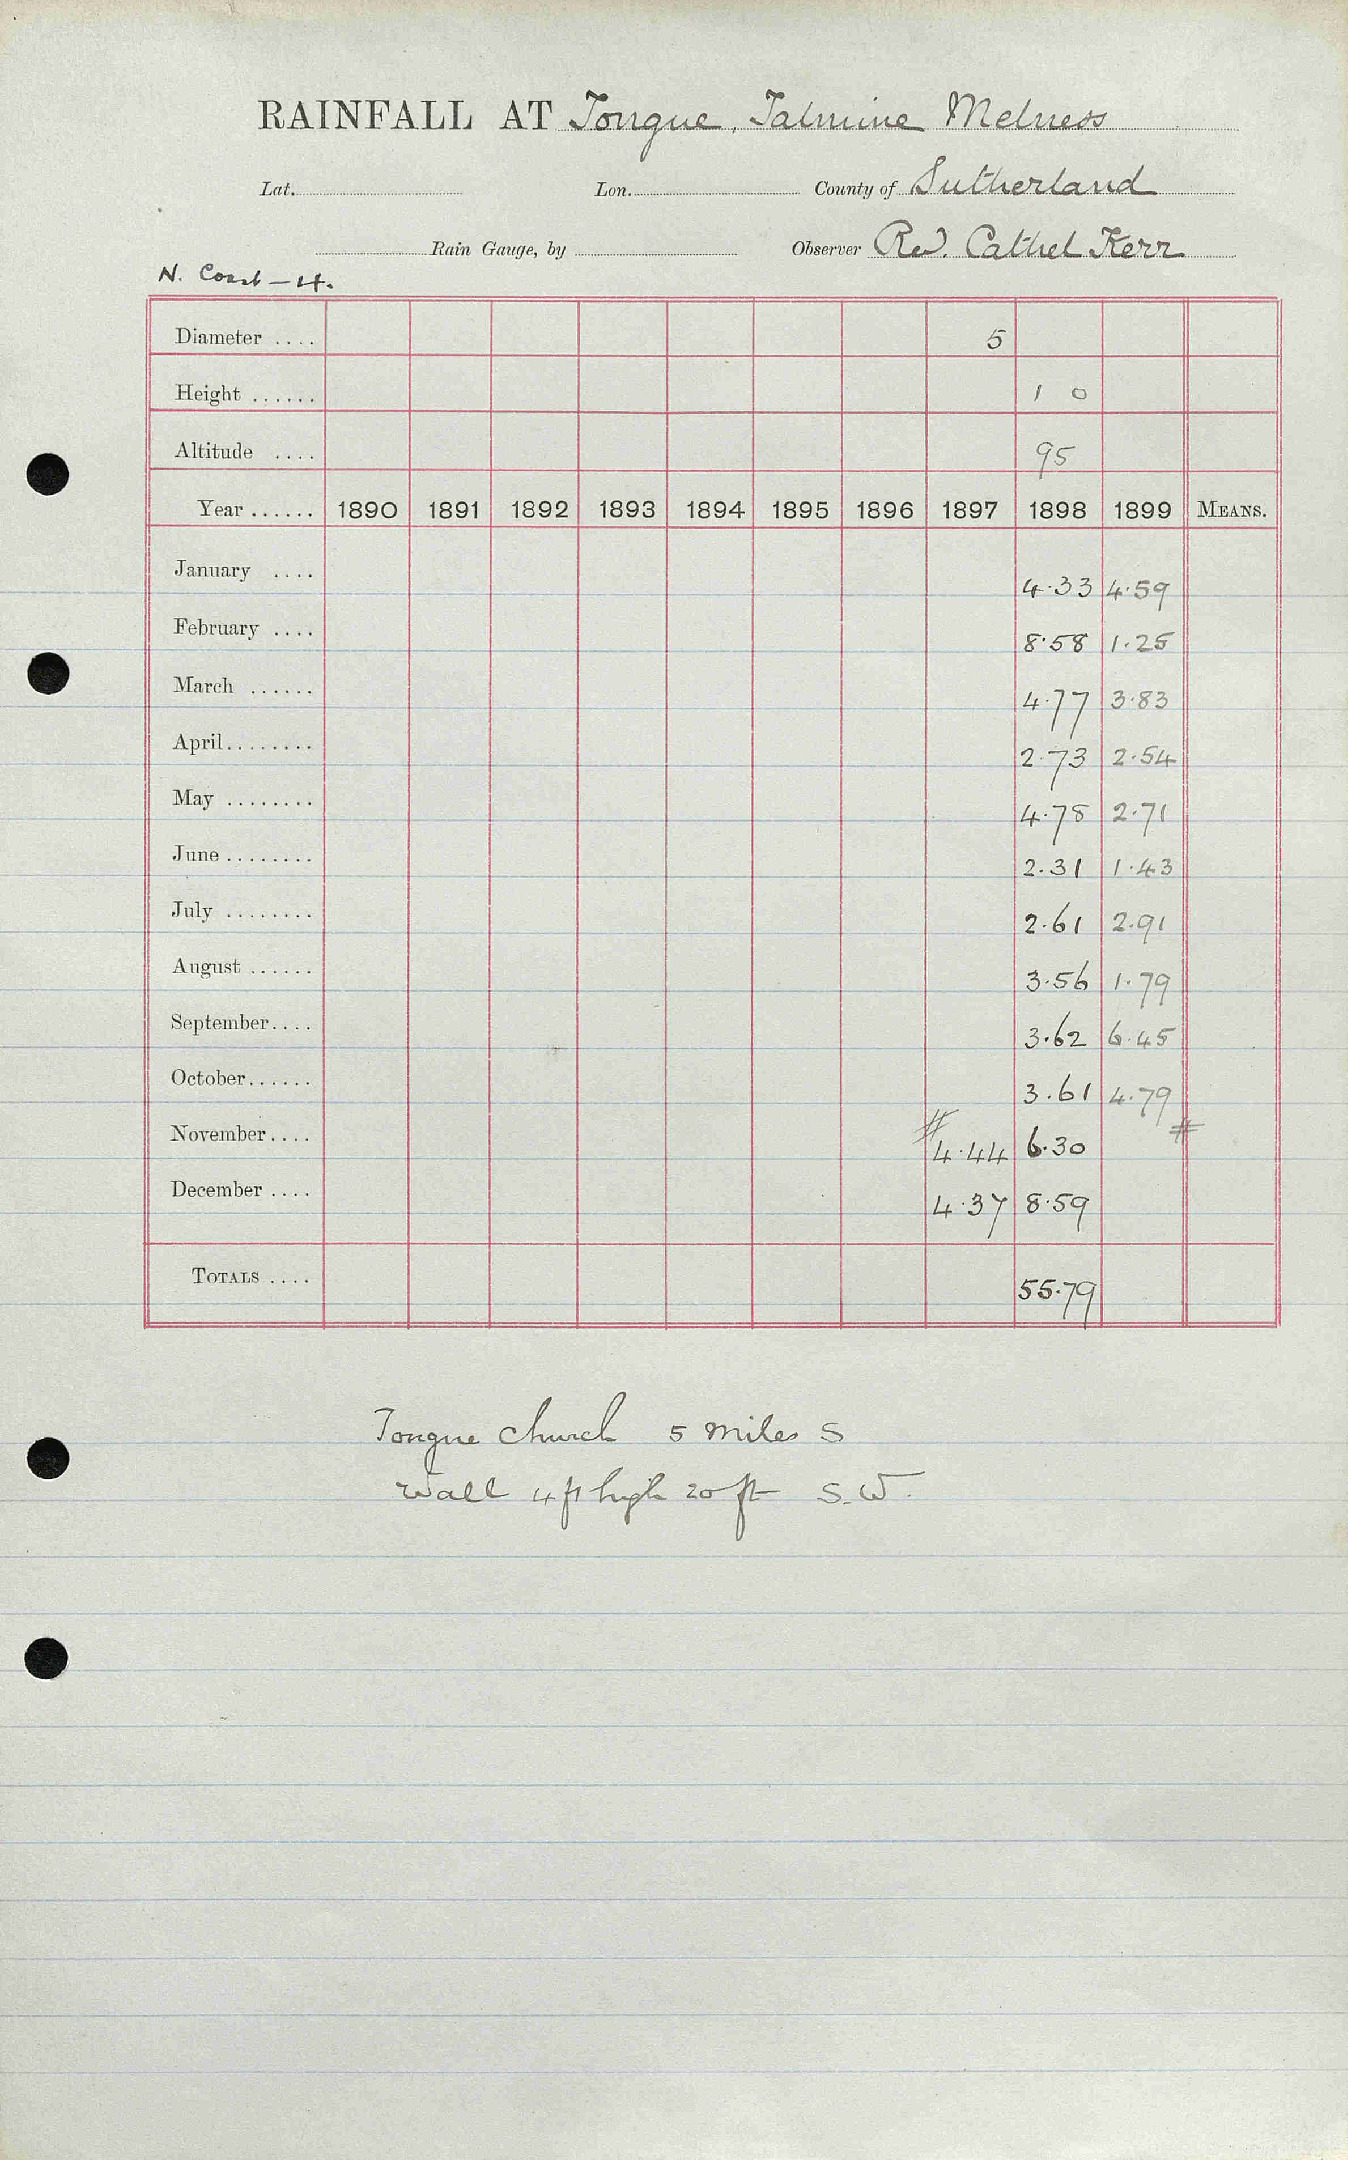 RAINFALL AT Tongue, Talmine Melness
Lat. Lon. County of Sutherland
Rain Gauge, by Observer Rev. Cathel Kerr
N. Coast - 4.
Diameter .... 5
Height ...... 1 0
Altitude .... 95
Year ...... 1890 1891 1892 1893 1894 1895 1896 1897 1898 1899 MEANS.
January .... 4.33 4.59
February .... 8.58 1.25
March ...... 4.77 3.83
April........ 2.73 2.54
May ........ 4.78 2.71
June ........ 2.31 1.43
July ........ 2.61 2.91
August ...... 3.56 1.79
September.... 3.62 6.45
October...... 3.61 4.79
November.... # 4.44 6.30 #
December .... 4.37 8.59
TOTALS .... 55.79
Tongue Church 5 miles S
Wall 4 ft high 20 ft S.W.